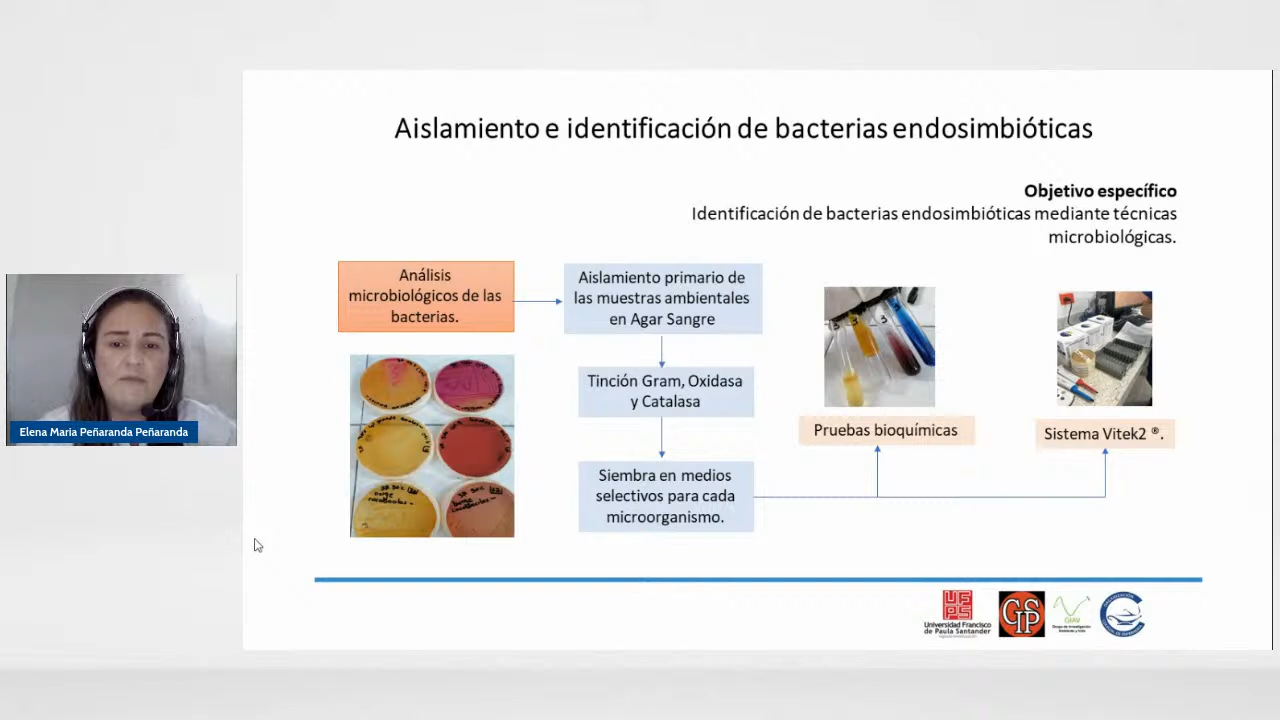 Aislamiento e identificación de bacterias endosimbióticas
Objetivo específico
Identificación de bacterias endosimbióticas mediante técnicas
microbiológicas.
Análisis
microbiológicos de las
bacterias.
Aislamiento primario de
las muestras ambientales
en Agar Sangre
Tinción Gram, Oxidasa
y Catalasa
Siembra en medios
selectivos para cada
microorganismo.
Pruebas bioquímicas
Sistema Vitek2 ®.
Elena Maria Peñaranda Peñaranda
UFPS
Universidad Francisco
de Paula Santander
GIAV